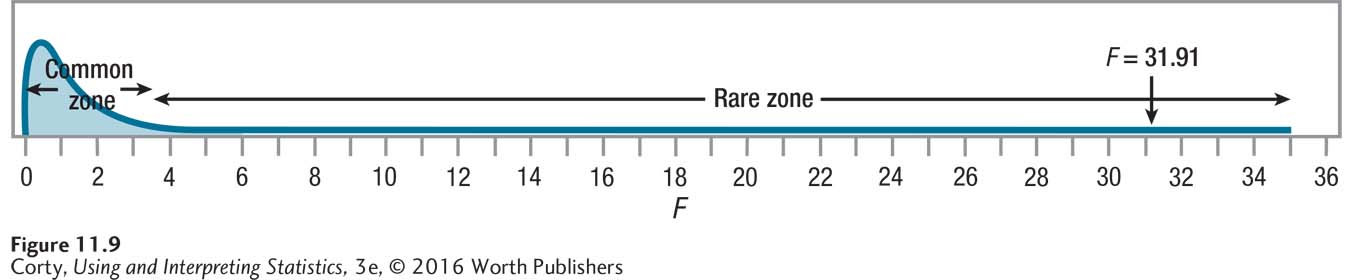 F = 31.91
Common
zone
Rare zone
0 2 4 6 8 10 12 14 16 18 20 22 24 26 28 30 32 34 36
F
Figure 11.9
Corty, Using and Interpreting Statistics, 3e, © 2016 Worth Publishers